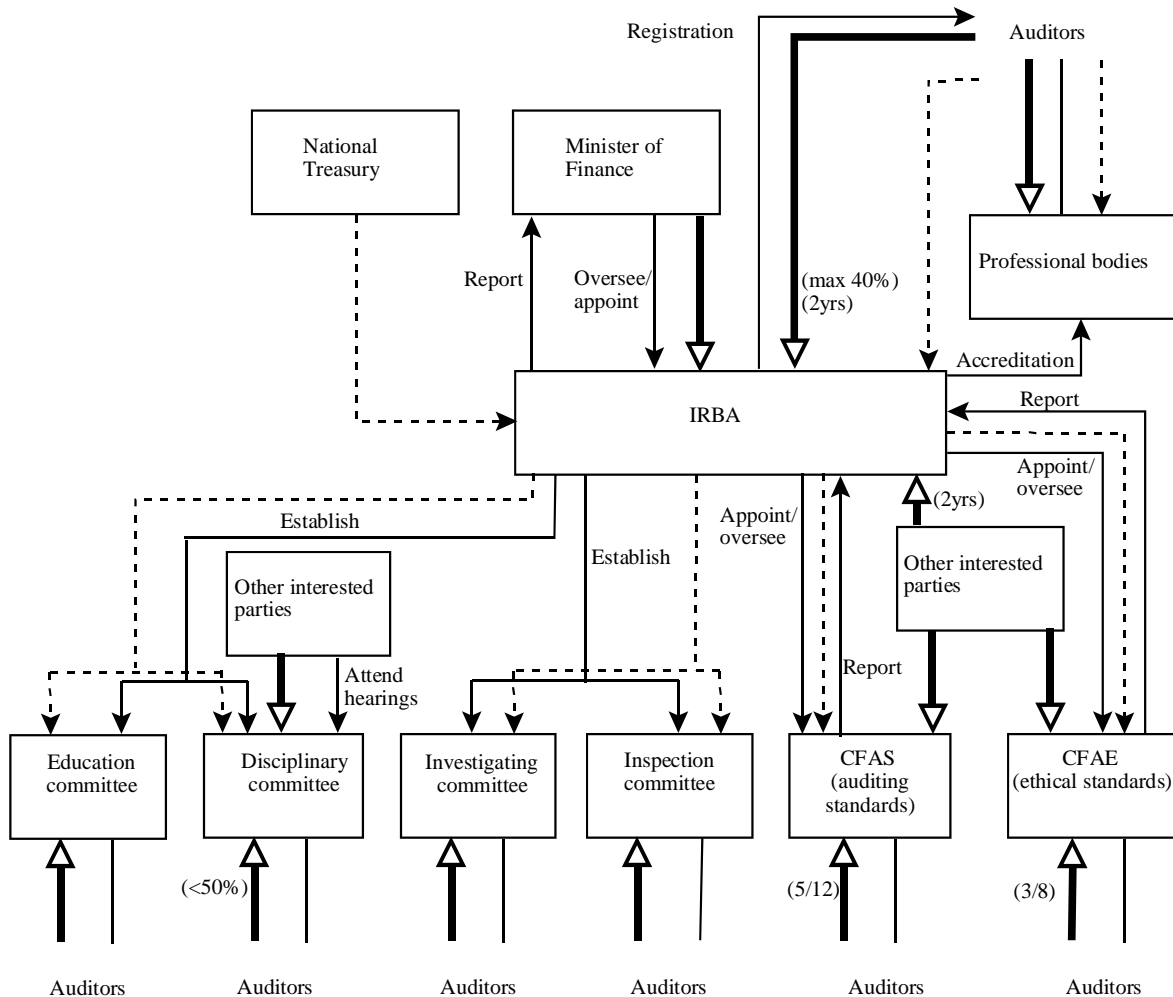 Registration
Auditors
National
Treasury
Minister of
Finance
Report
Oversee/
appoint
(max 40%)
(2yrs)
Professional bodies
Accreditation
IRBA
Report
Appoint/
oversee
Establish
Establish
Appoint/
oversee
(2yrs)
Other interested
parties
Other interested
parties
Attend
hearings
Report
Education
committee
Disciplinary
committee
Investigating
committee
Inspection
committee
CFAS
(auditing
standards)
CFAE
(ethical standards)
(<50%)
(5/12)
(3/8)
Auditors
Auditors
Auditors
Auditors
Auditors
Auditors